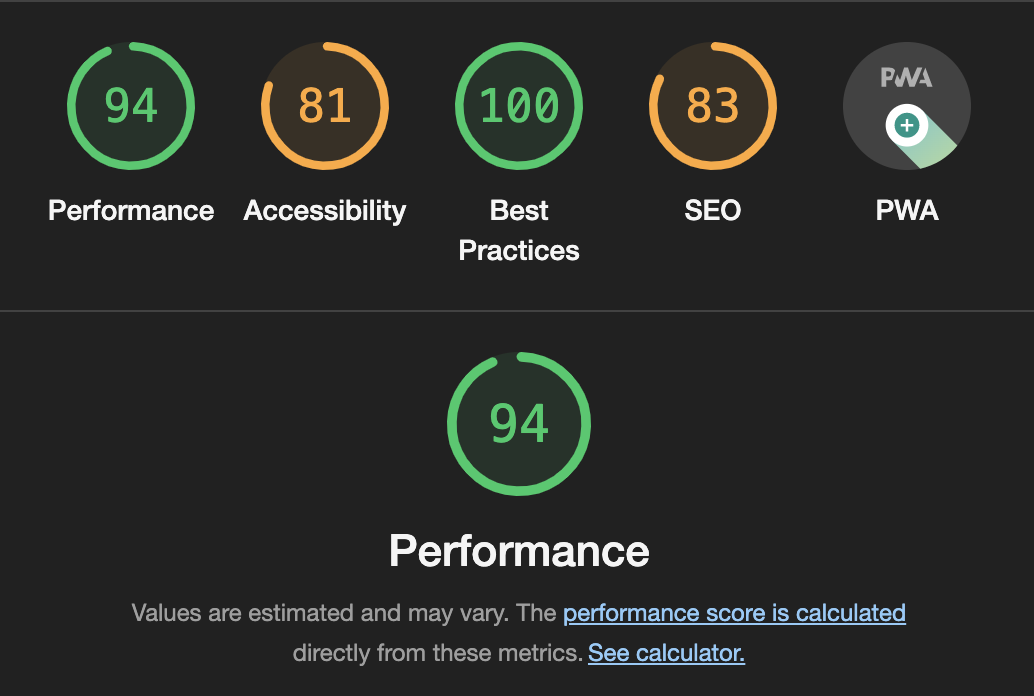 94
81
100
83
PWA
Performance
Accessibility
Best
Practices
SEO
PWA
94
Performance
Values are estimated and may vary. The performance score is calculated
directly from these metrics. See calculator.